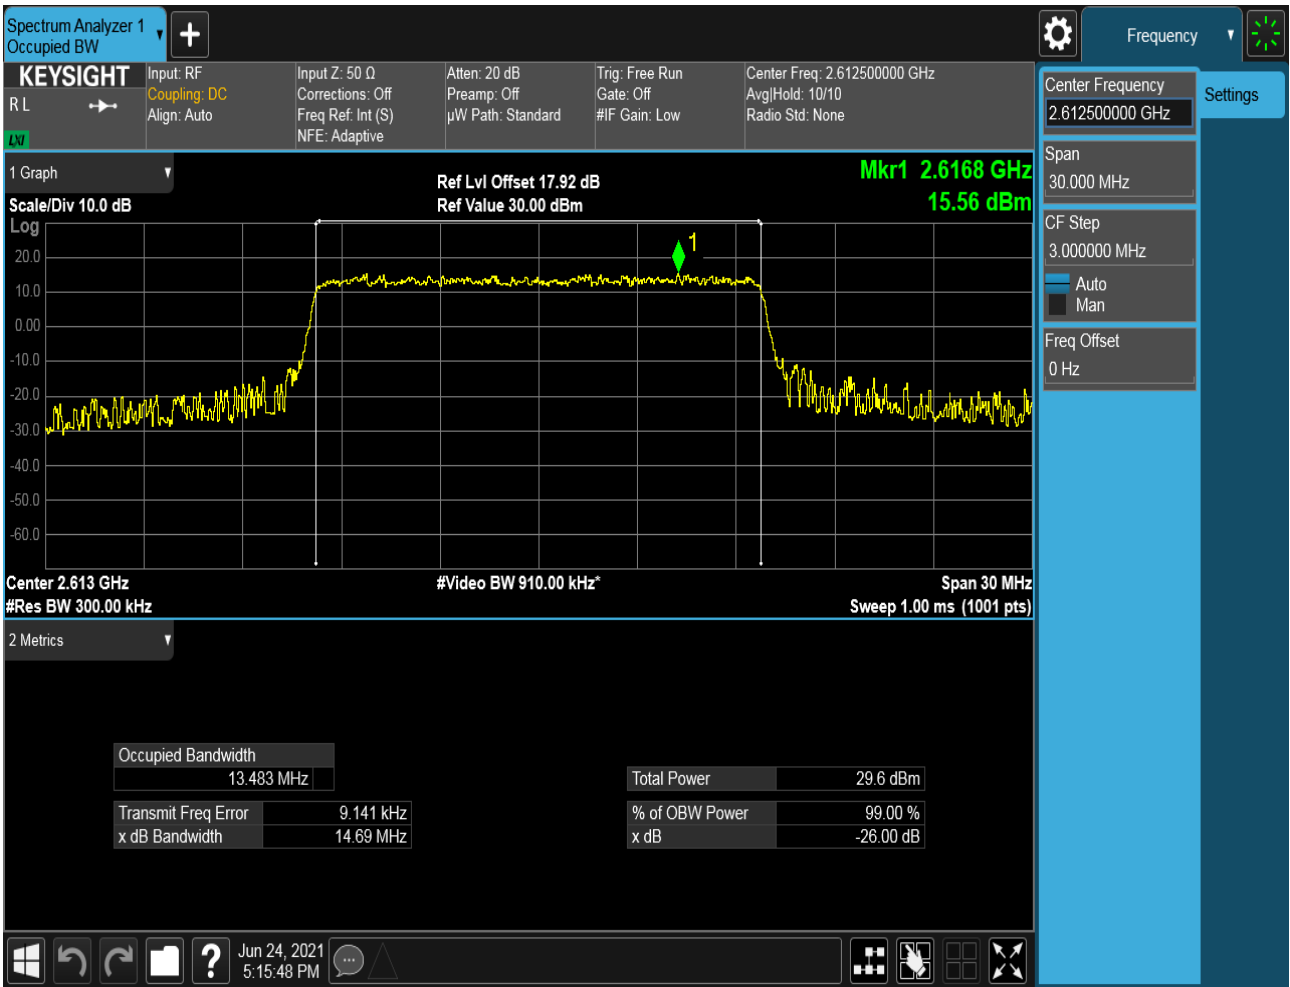 Spectrum Analyzer 1
Occupied BW
Frequency
KEYSIGHT
R L
LXI
Input: RF
Coupling: DC
Align: Auto
Input Z: 50 Ω
Corrections: Off
Freq Ref: Int (S)
NFE: Adaptive
Atten: 20 dB
Preamp: Off
µW Path: Standard
Trig: Free Run
Gate: Off
#IF Gain: Low
Center Freq: 2.612500000 GHz
Avg|Hold: 10/10
Radio Std: None
Center Frequency
2.612500000 GHz
Settings
Span
30.000 MHz
CF Step
3.000000 MHz
Auto
Man
Freq Offset
0 Hz
1 Graph
Scale/Div 10.0 dB
Ref Lvl Offset 17.92 dB
Ref Value 30.00 dBm
Mkr1 2.6168 GHz
15.56 dBm
Log
1
20.0
10.0
0.00
-10.0
-20.0
-30.0
-40.0
-50.0
-60.0
Center 2.613 GHz
#Video BW 910.00 kHz*
Span 30 MHz
#Res BW 300.00 kHz
Sweep 1.00 ms (1001 pts)
2 Metrics
Occupied Bandwidth
13.483 MHz
Total Power 29.6 dBm
Transmit Freq Error 9.141 kHz
% of OBW Power 99.00 %
x dB Bandwidth 14.69 MHz
x dB -26.00 dB
?
Jun 24, 2021
5:15:48 PM